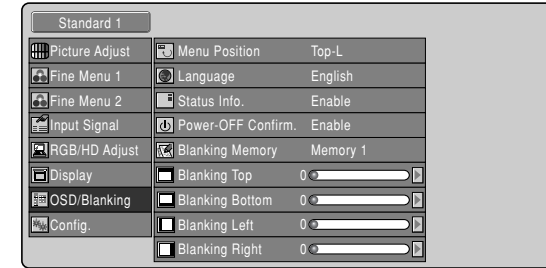 Standard 1
Picture Adjust Menu Position Top-L
Fine Menu 1 Language English
Fine Menu 2 Status Info. Enable
Input Signal Power-OFF Confirm. Enable
RGB/HD Adjust Blanking Memory Memory 1
Display Blanking Top 0
OSD/Blanking Blanking Bottom 0
Config. Blanking Left 0
Blanking Right 0